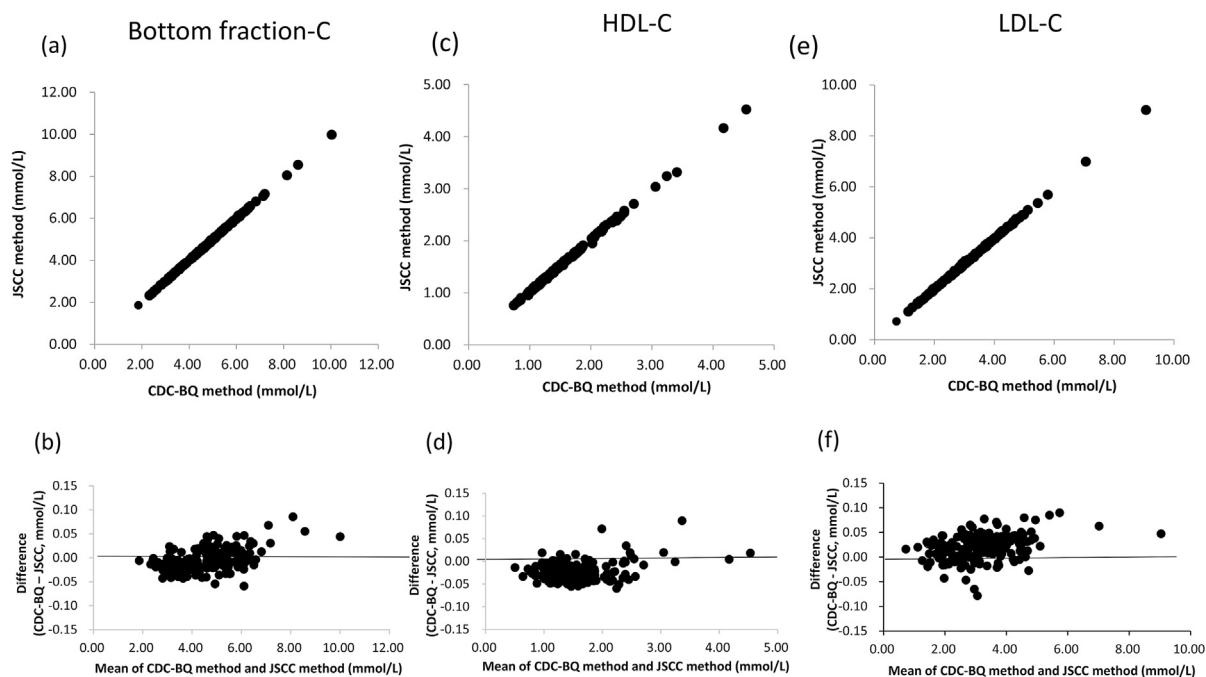 Bottom fraction-C
HDL-C
LDL-C
(a)
12.00
10.00
8.00
6.00
4.00
2.00
0.00
JSCC method (mmol/L)
0.00 2.00 4.00 6.00 8.00 10.00 12.00
CDC-BQ method (mmol/L)
(c)
5.00
4.00
3.00
2.00
1.00
0.00
JSCC method (mmol/L)
0.00 1.00 2.00 3.00 4.00 5.00
CDC-BQ method (mmol/L)
(e)
10.00
8.00
6.00
4.00
2.00
0.00
JSCC method (mmol/L)
0.00 2.00 4.00 6.00 8.00 10.00
CDC-BQ method (mmol/L)
(b)
0.15
0.10
0.05
0.00
-0.05
-0.10
-0.15
Difference
(CDC-BQ – JSCC, mmol/L)
0.00 2.00 4.00 6.00 8.00 10.00
Mean of CDC-BQ method and JSCC method (mmol/L)
(d)
0.15
0.10
0.05
0.00
-0.05
-0.10
-0.15
Difference
(CDC-BQ - JSCC, mmol/L)
0.00 1.00 2.00 3.00 4.00 5.00
Mean of CDC-BQ method and JSCC method (mmol/L)
(f)
0.15
0.10
0.05
0.00
-0.05
-0.10
-0.15
Difference
(CDC-BQ - JSCC, mmol/L)
0.00 2.00 4.00 6.00 8.00 10.00
Mean of CDC-BQ method and JSCC method (mmol/L)